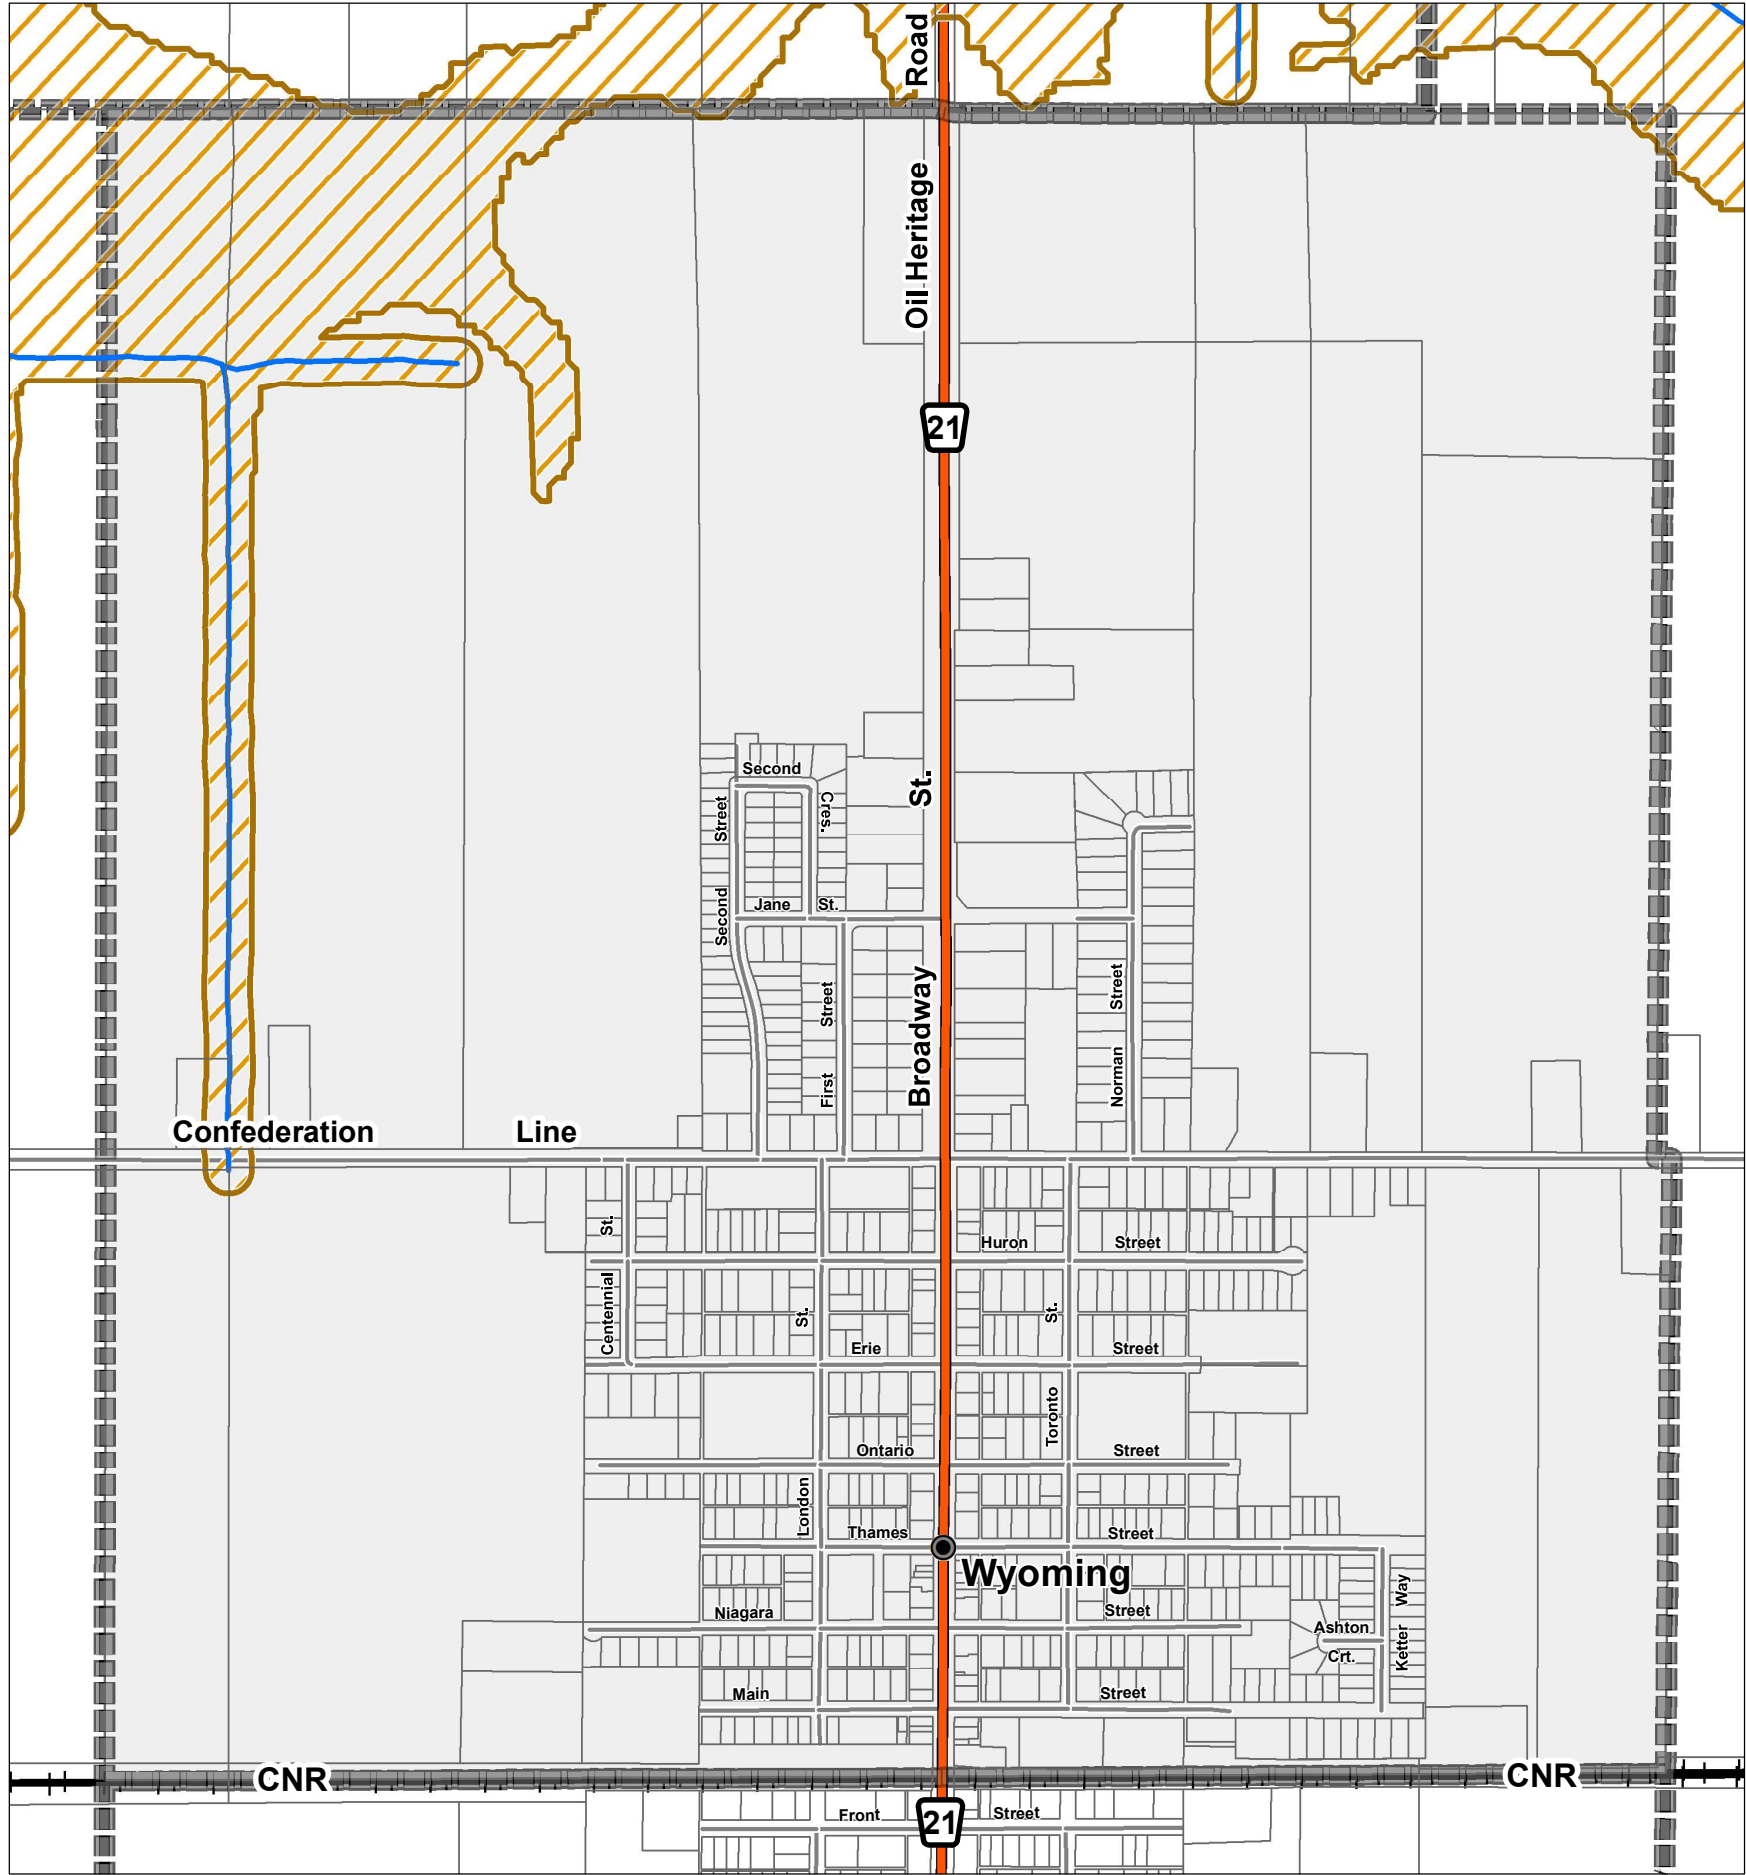 Oil Heritage Road
21
Second
Street
Cres.
St.
Second
Jane St.
Street
Street
Broadway
First
Norman
Confederation Line
St.
Huron Street
Centennial
St.
St.
Erie Street
Toronto
Ontario Street
London
Thames Street
Wyoming
Ketter Way
Niagara Street
Ashton
Crt.
Main Street
CNR
CNR
Front Street
21